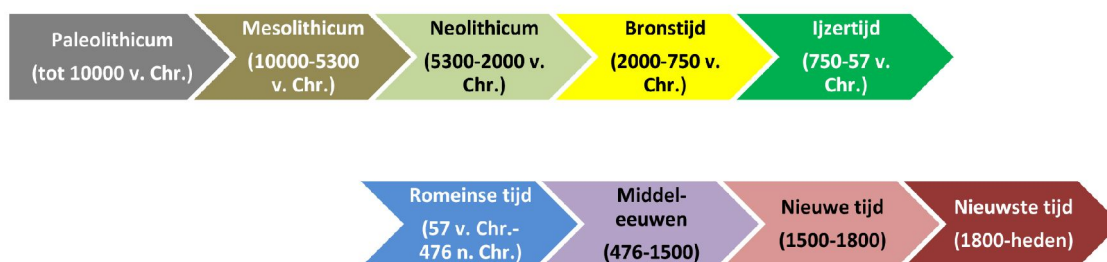 Paleolithicum
(tot 10000 v. Chr.)
Mesolithicum
(10000-5300
v. Chr.)
Neolithicum
(5300-2000 v.
Chr.)
Bronstijd
(2000-750 v.
Chr.)
Ijzertijd
(750-57 v.
Chr.)
Romeinse tijd
(57 v. Chr.-
476 n. Chr.)
Middel-
eeuwen
(476-1500)
Nieuwe tijd
(1500-1800)
Nieuwste tijd
(1800-heden)